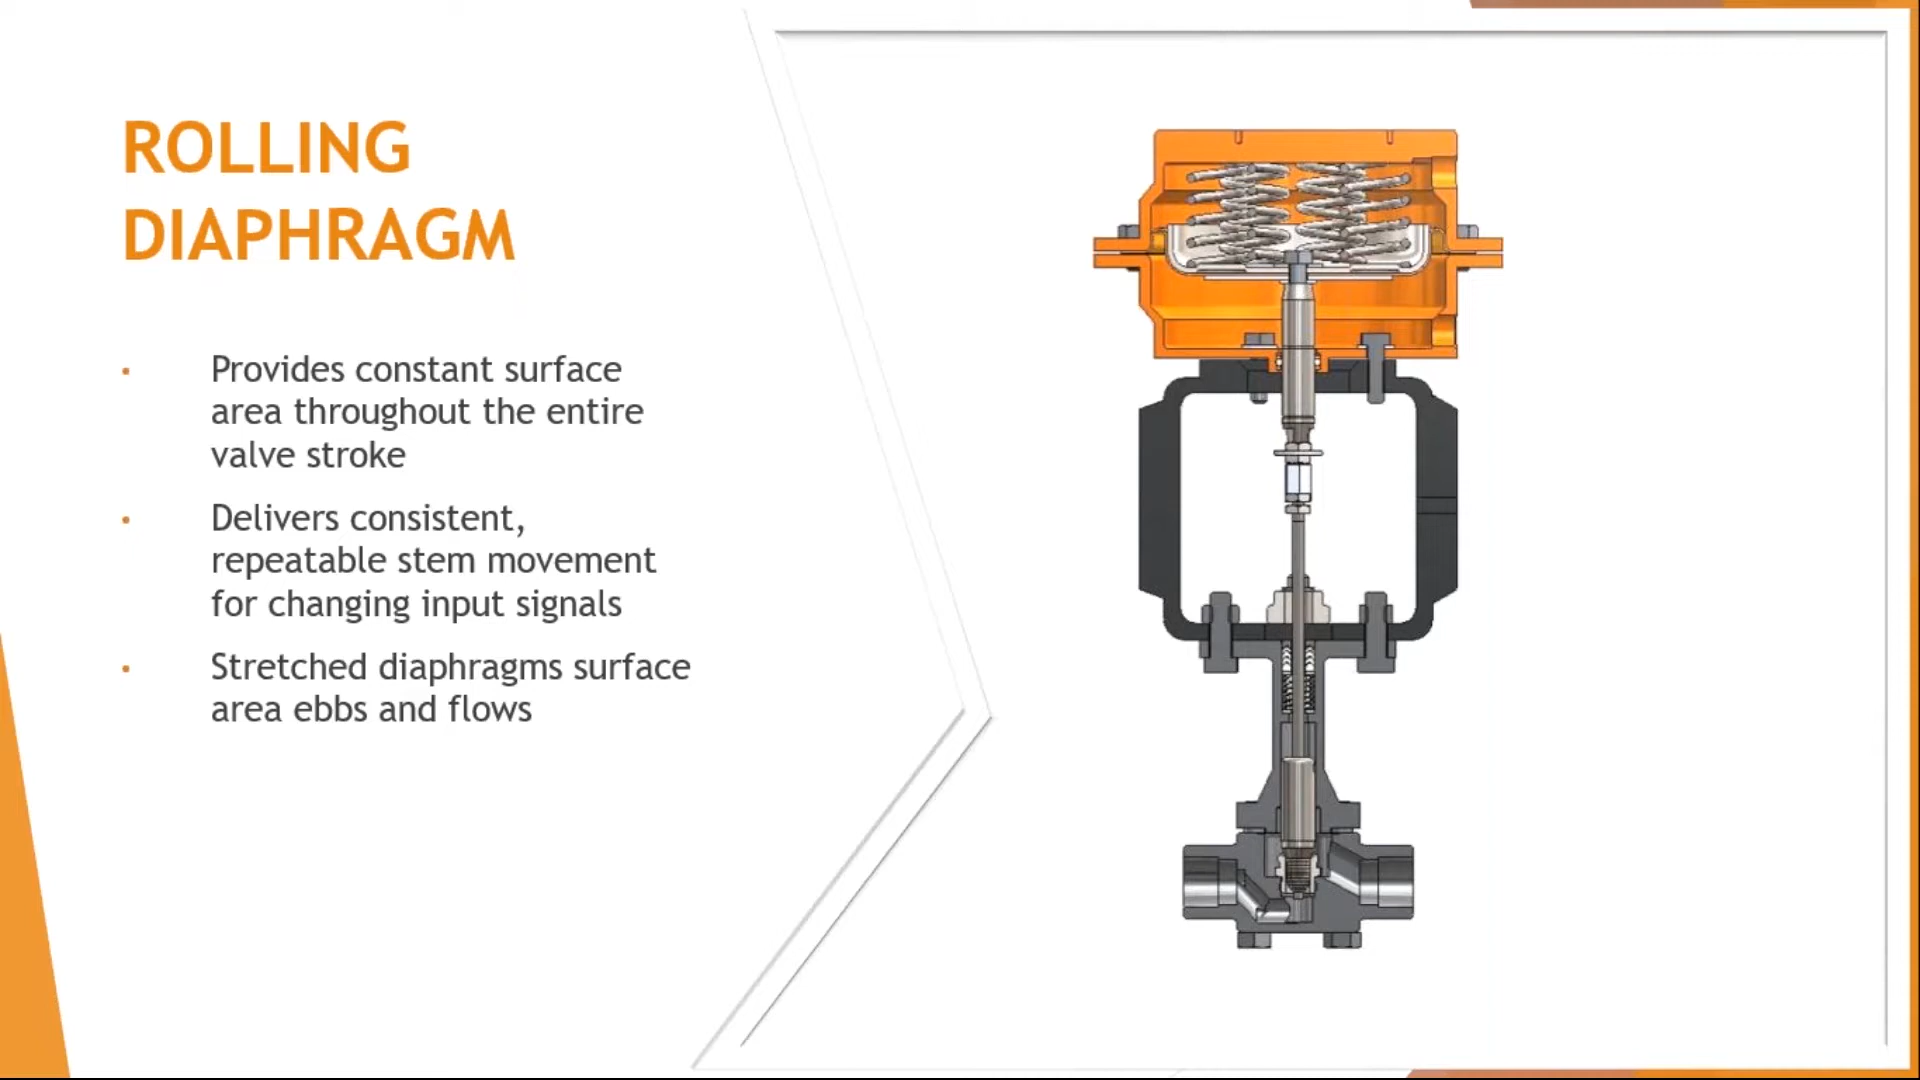 ROLLING
DIAPHRAGM
• Provides constant surface
area throughout the entire
valve stroke
• Delivers consistent,
repeatable stem movement
for changing input signals
• Stretched diaphragms surface
area ebbs and flows